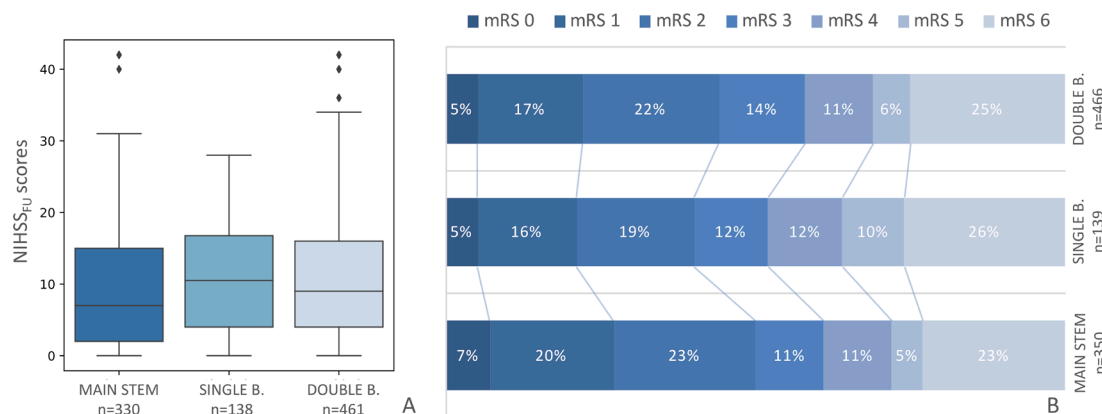 40
30
20
10
0
NIHSS_FU scores
MAIN STEM
n=330
SINGLE B.
n=138
DOUBLE B.
n=461
A
mRS 0 mRS 1 mRS 2 mRS 3 mRS 4 mRS 5 mRS 6
5% 17% 22% 14% 11% 6% 25%
DOUBLE B.
n=466
5% 16% 19% 12% 12% 10% 26%
SINGLE B.
n=139
7% 20% 23% 11% 11% 5% 23%
MAIN STEM
n=350
B